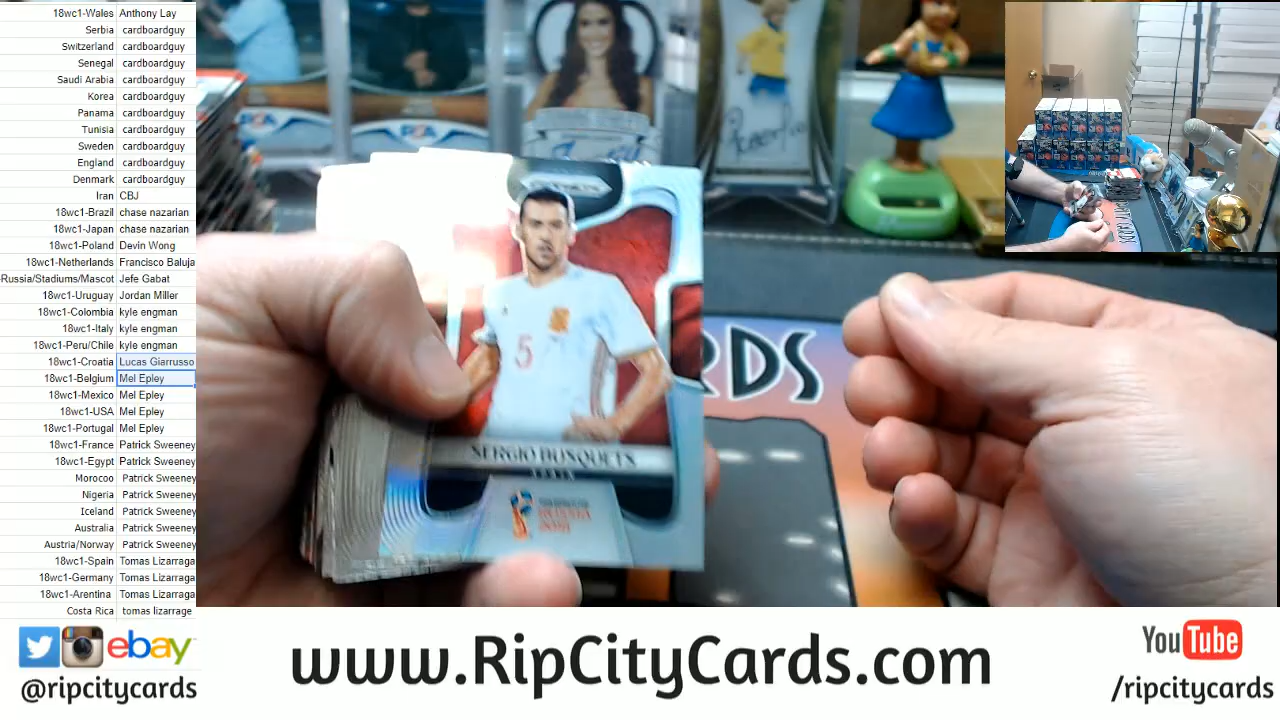 18wc1-Wales Anthony Lay
Serbia cardboardguy
Switzerland cardboardguy
Senegal cardboardguy
Saudi Arabia cardboardguy
Korea cardboardguy
Panama cardboardguy
Tunisia cardboardguy
Sweden cardboardguy
England cardboardguy
Denmark cardboardguy
Iran CBJ
18wc1-Brazil chase nazarian
18wc1-Japan chase nazarian
18wc1-Poland Devin Wong
18wc1-Netherlands Francisco Baluja
-Russia/Stadiums/Mascot Jefe Gabat
18wc1-Uruguay Jordan Miller
18wc1-Colombia kyle engman
18wc1-Italy kyle engman
18wc1-Peru/Chile kyle engman
18wc1-Croatia Lucas Giarrusso
18wc1-Belgium Mel Epley
18wc1-Mexico Mel Epley
18wc1-USA Mel Epley
18wc1-Portugal Mel Epley
18wc1-France Patrick Sweeney
18wc1-Egypt Patrick Sweeney
Morocoo Patrick Sweeney
Nigeria Patrick Sweeney
Iceland Patrick Sweeney
Australia Patrick Sweeney
Austria/Norway Patrick Sweeney
18wc1-Spain Tomas Lizarraga
18wc1-Germany Tomas Lizarraga
18wc1-Arentina Tomas Lizarraga
Costa Rica tomas lizarrage
5
SERGIO BUSQUETS
RUSSIA
2018
RDS
ebay
@ripcitycards
www.RipCityCards.com
YouTube
/ripcitycards